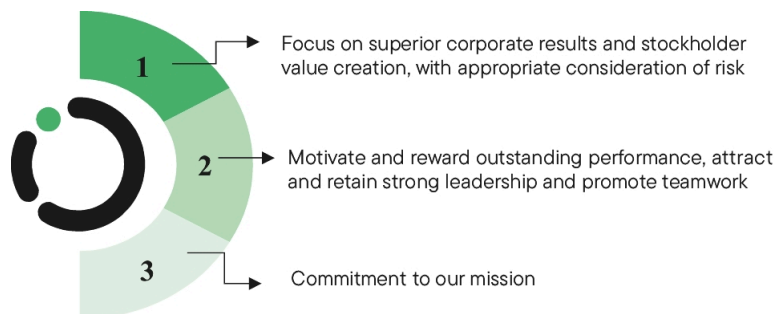 1
Focus on superior corporate results and stockholder
value creation, with appropriate consideration of risk
2
Motivate and reward outstanding performance, attract
and retain strong leadership and promote teamwork
3
Commitment to our mission